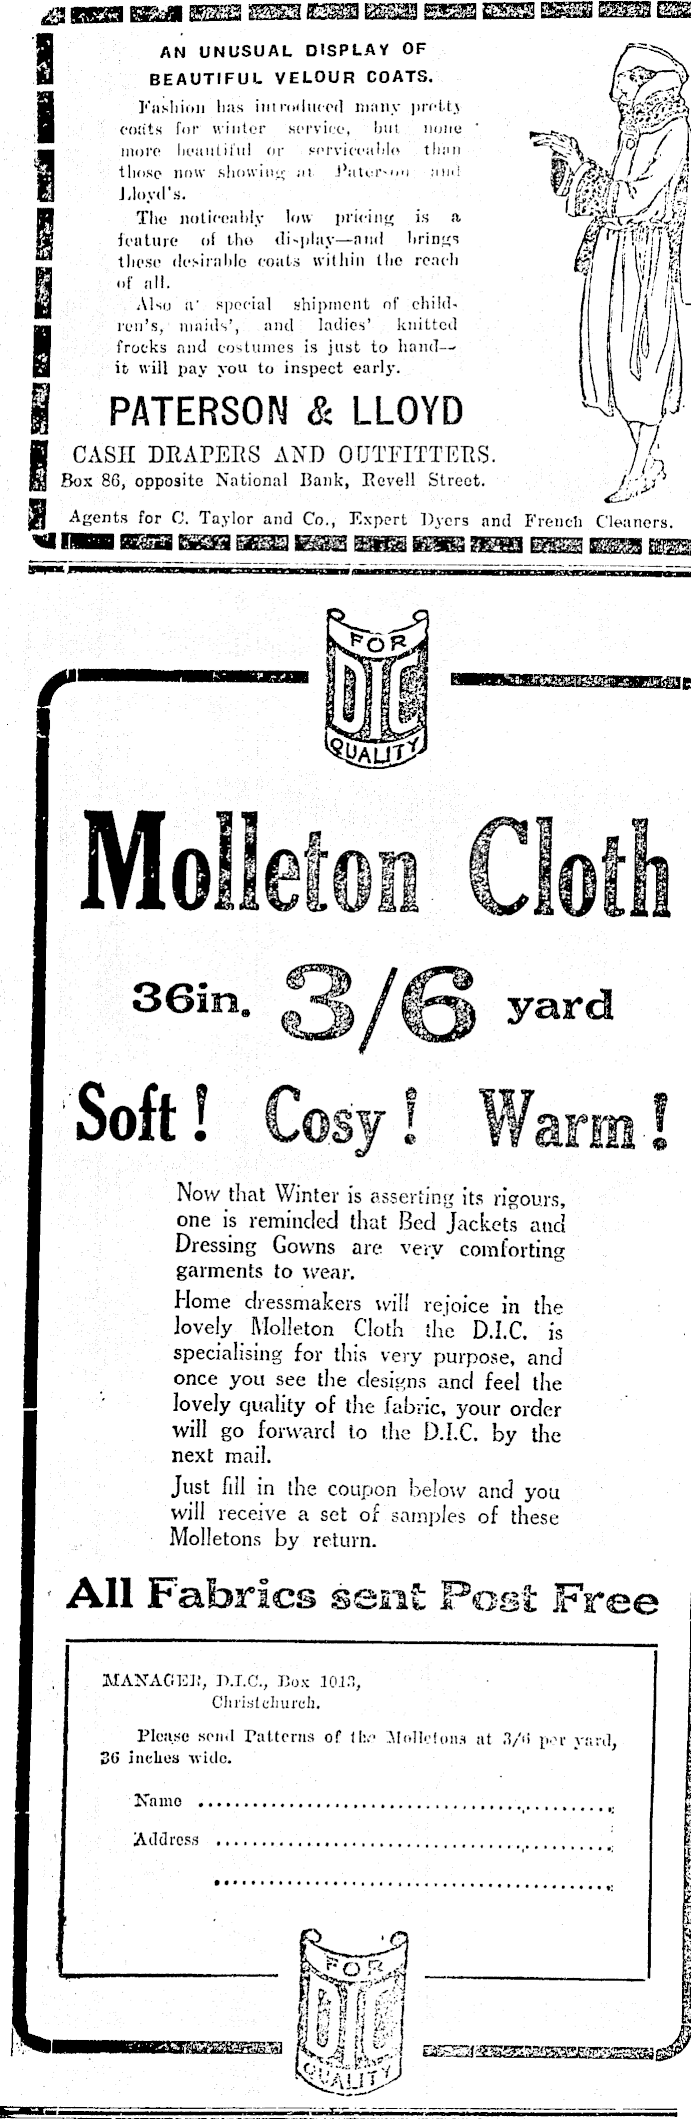 AN UNUSUAL DISPLAY OF
BEAUTIFUL VELOUR COATS.
Fashion has introduced many pretty
coats for winter service, but none
more beautiful or serviceable than
those now showing at Paterson and
Lloyd's.
The noticeably low pricing is a
feature of the display—and brings
these desirable coats within the reach
of all.
Also a special shipment of child-
ren's, maids', and ladies' knitted
frocks and costumes is just to hand—
it will pay you to inspect early.
PATERSON & LLOYD
CASH DRAPERS AND OUTFITTERS.
Box 86, opposite National Bank, Revell Street.
Agents for C. Taylor and Co., Expert Dyers and French Cleaners.
FOR
DIC
QUALITY
Molleton Cloth
36in. 3/6 yard
Soft! Cosy! Warm!
Now that Winter is asserting its rigours,
one is reminded that Bed Jackets and
Dressing Gowns are very comforting
garments to wear.
Home dressmakers will rejoice in the
lovely Molleton Cloth the D.I.C. is
specialising for this very purpose, and
once you see the designs and feel the
lovely quality of the fabric, your order
will go forward to the D.I.C. by the
next mail.
Just fill in the coupon below and you
will receive a set of samples of these
Molletons by return.
All Fabrics sent Post Free
MANAGER, D.I.C., Box 1013,
Christchurch.
Please send Patterns of the Molletons at 3/6 per yard,
36 inches wide.
Name
Address
FOR
DIC
QUALITY